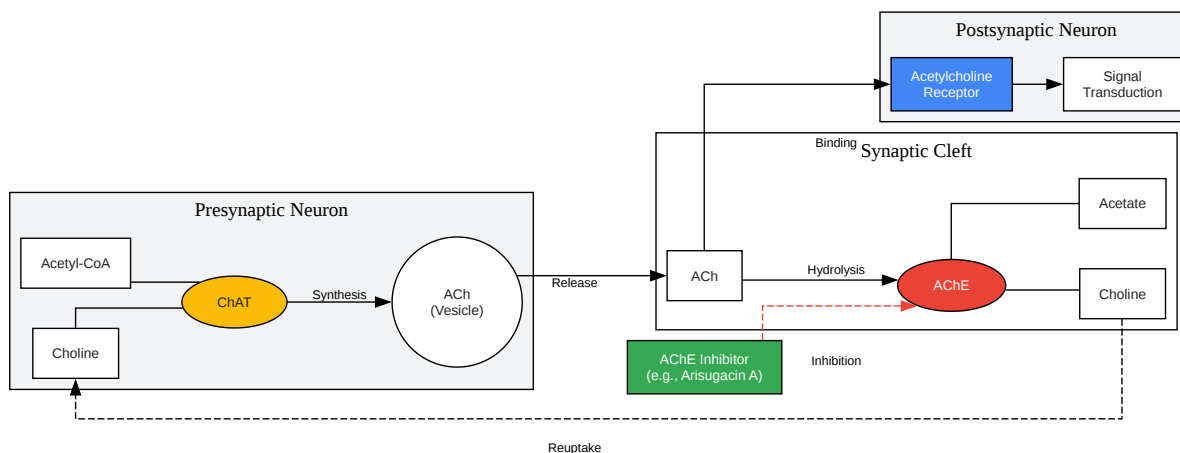 Postsynaptic Neuron
Acetylcholine
Receptor
Signal
Transduction
Binding
Synaptic Cleft
Presynaptic Neuron
Acetate
Acetyl-CoA
ACh
Hydrolysis
AChE
Choline
Release
ChAT
Synthesis
ACh
(Vesicle)
Choline
AChE Inhibitor
(e.g., Arisugacin A)
Inhibition
Reuptake